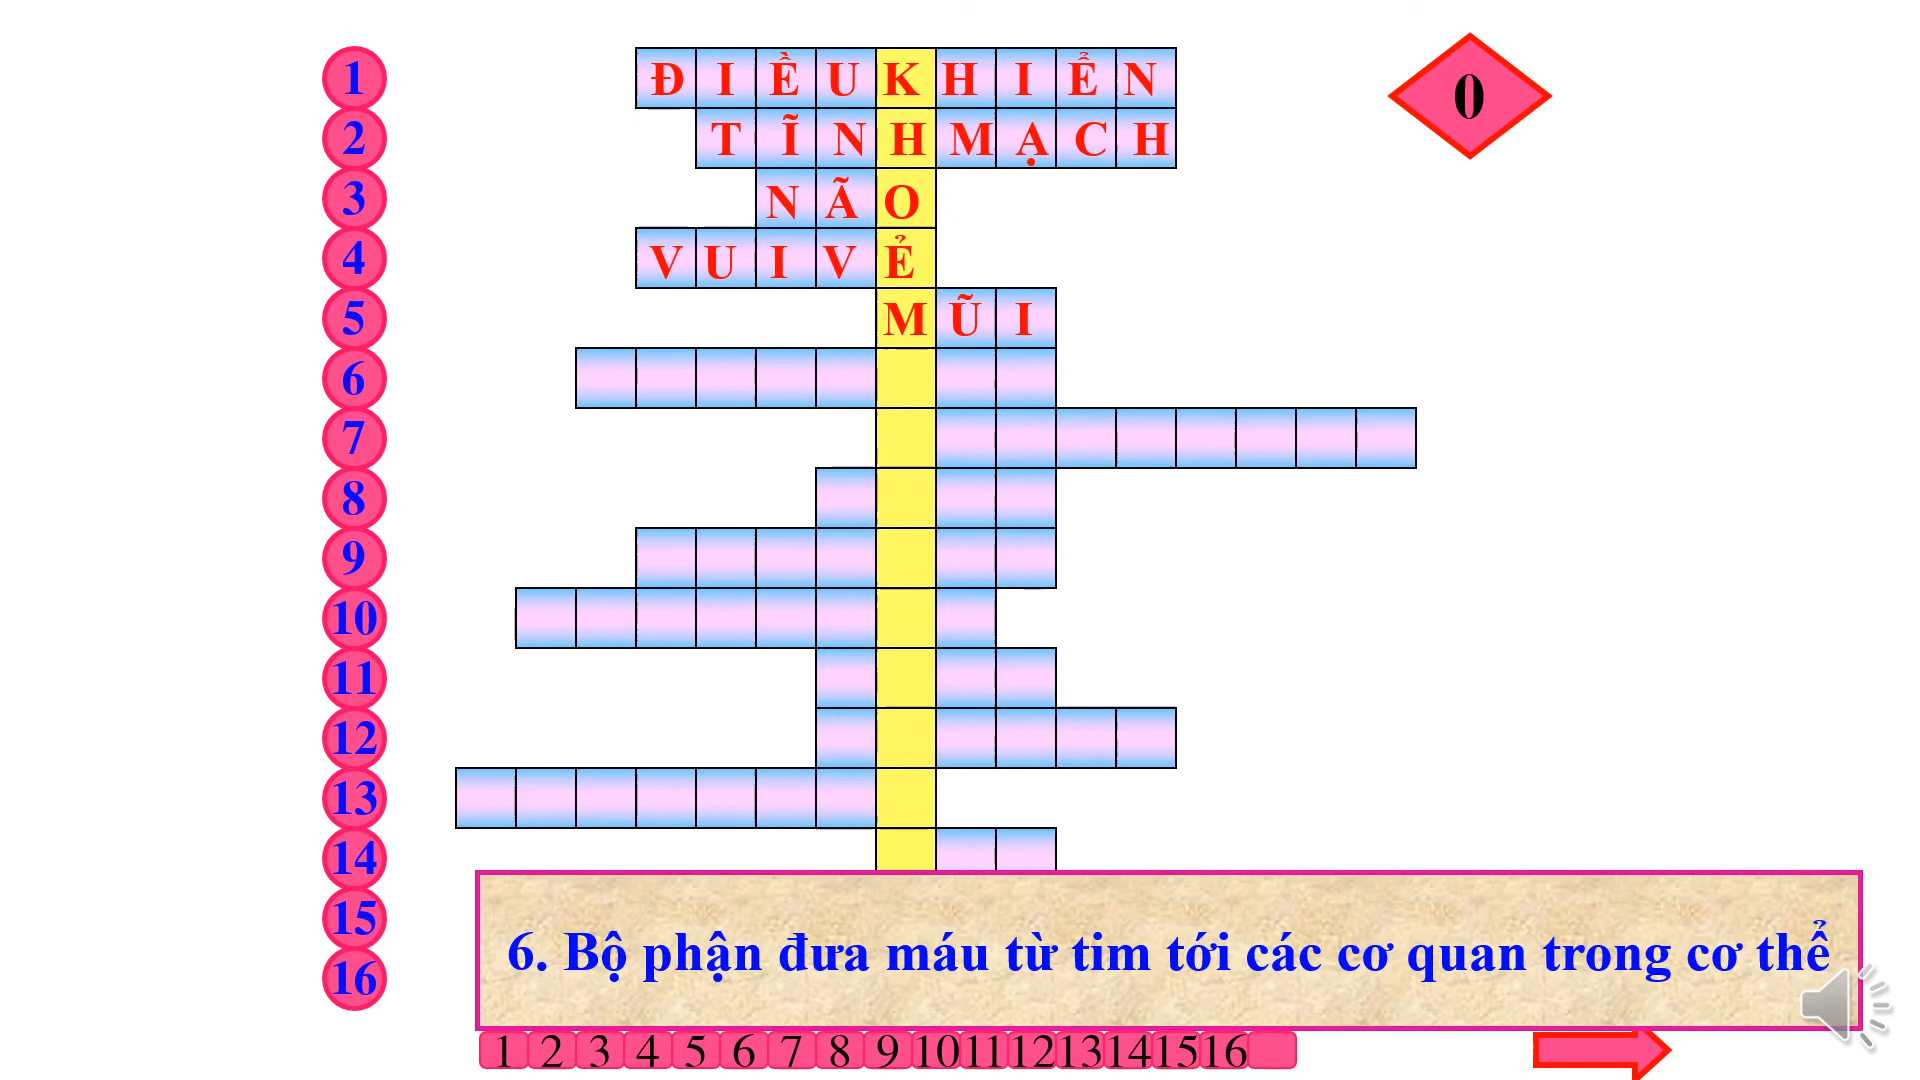 1 Đ I Ề U K H I Ể N 0
2 T Ĩ N H M Ạ C H
3 N Ã O
4 V U I V Ẻ
5 M Ũ I
6
7
8
9
10
11
12
13
14
15
16
6. Bộ phận đưa máu từ tim tới các cơ quan trong cơ thể
1 2 3 4 5 6 7 8 9 10 11 12 13 14 15 16